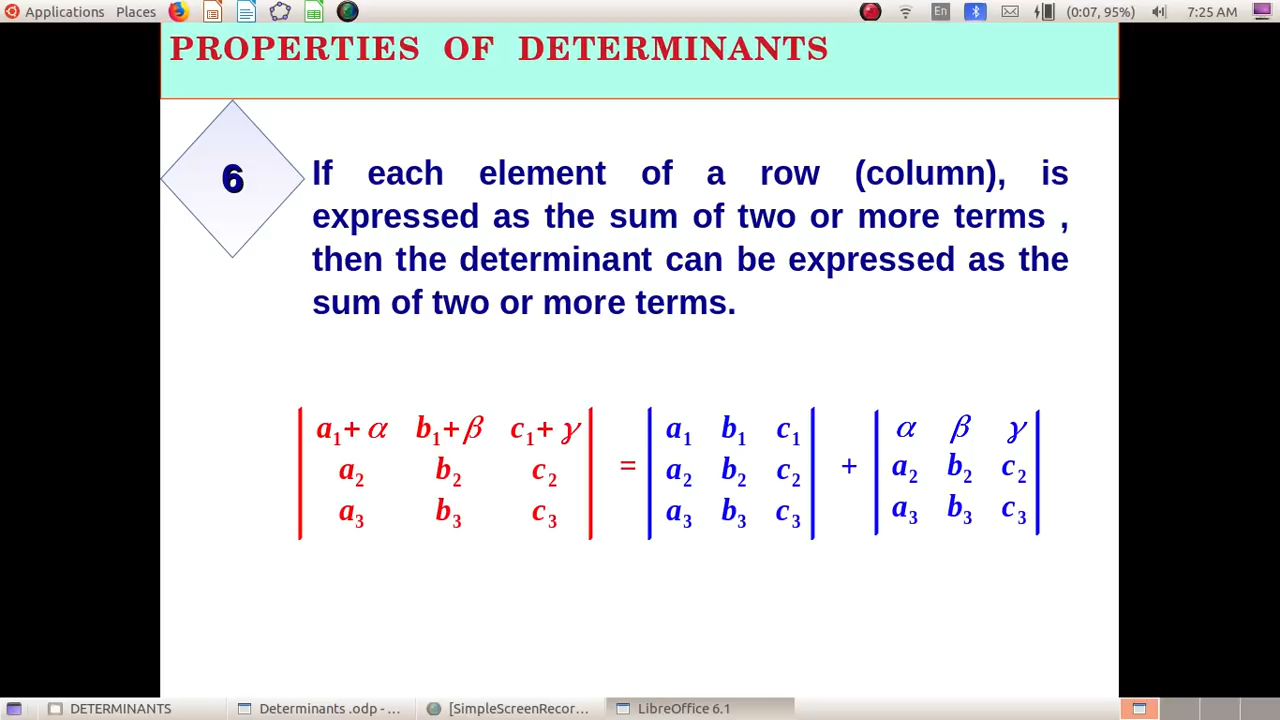 Applications Places En (0:07, 95%) 7:25 AM
PROPERTIES OF DETERMINANTS
6
If each element of a row (column), is
expressed as the sum of two or more terms ,
then the determinant can be expressed as the
sum of two or more terms.
a₁+ α b₁+ β c₁+ γ a₁ b₁ c₁ α β γ
a₂ b₂ c₂ = a₂ b₂ c₂ + a₂ b₂ c₂
a₃ b₃ c₃ a₃ b₃ c₃ a₃ b₃ c₃
DETERMINANTS Determinants .odp - ... [SimpleScreenRecor... LibreOffice 6.1